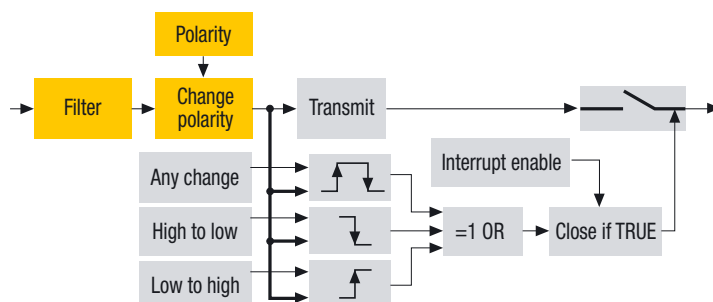 Polarity
Filter
Change
polarity
Transmit
Any change
Interrupt enable
High to low
=1 OR
Close if TRUE
Low to high